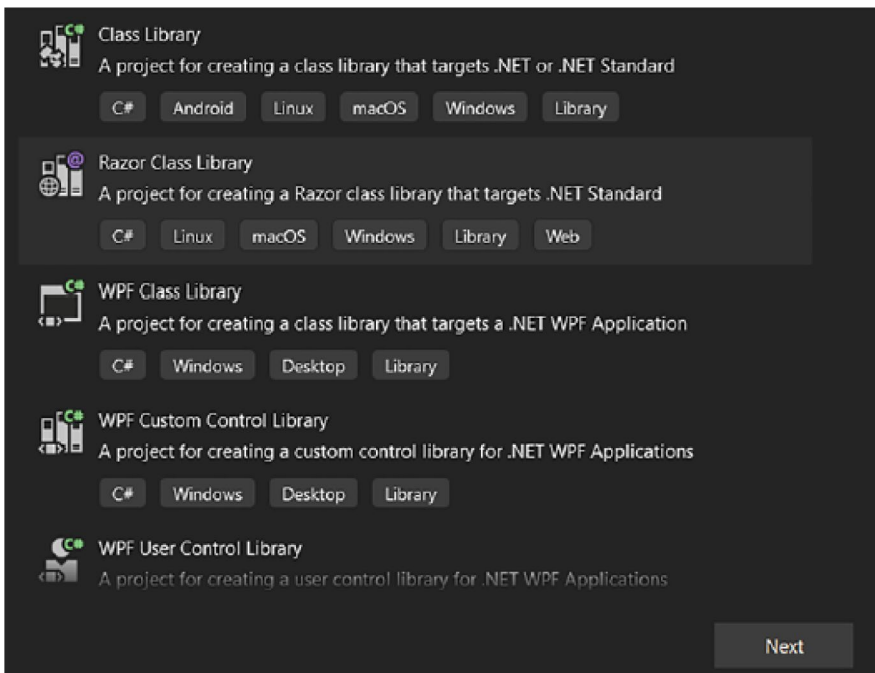 Class Library
A project for creating a class library that targets .NET or .NET Standard
C# Android Linux macOS Windows Library
Razor Class Library
A project for creating a Razor class library that targets .NET Standard
C# Linux macOS Windows Library Web
WPF Class Library
A project for creating a class library that targets a .NET WPF Application
C# Windows Desktop Library
WPF Custom Control Library
A project for creating a custom control library for .NET WPF Applications
C# Windows Desktop Library
WPF User Control Library
A project for creating a user control library for .NET WPF Applications
Next